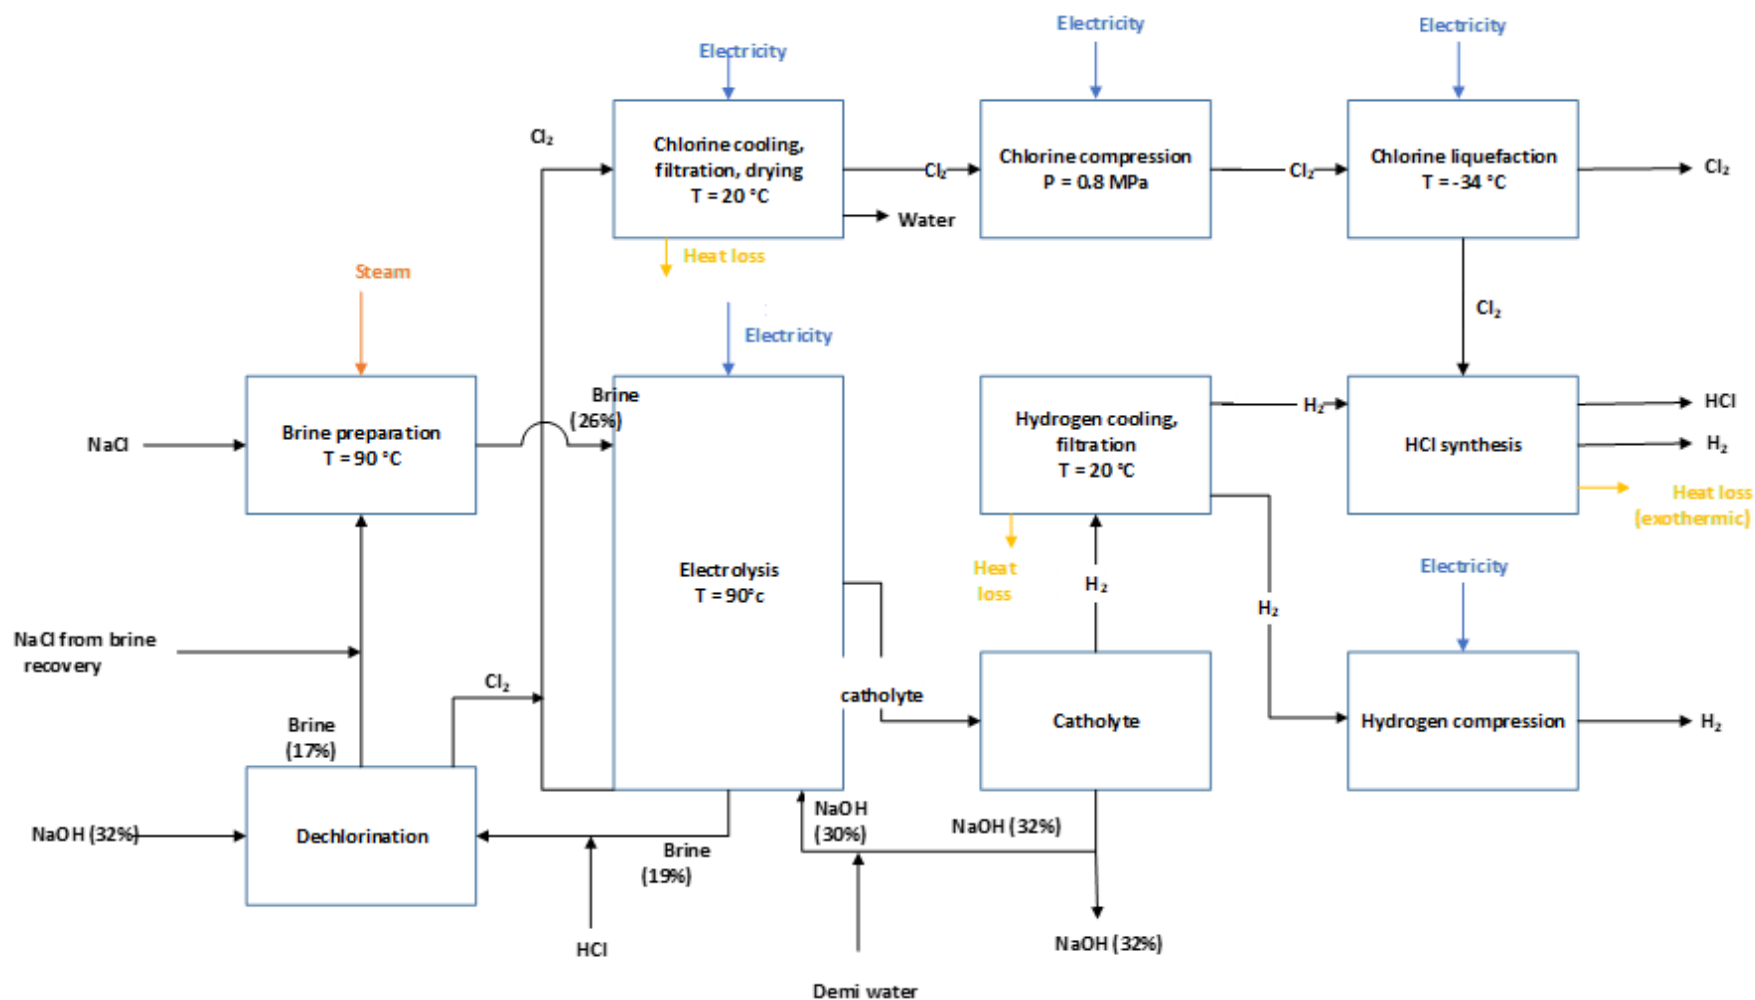 Electricity
Electricity
Electricity
Cl₂
Chlorine cooling,
filtration, drying
T = 20 °C
Cl₂
Chlorine compression
P = 0.8 MPa
Cl₂
Chlorine liquefaction
T = -34 °C
Cl₂
Water
Heat loss
Steam
Electricity
Cl₂
Brine
(26%)
NaCl
Brine preparation
T = 90 °C
Hydrogen cooling,
filtration
T = 20 °C
H₂
HCl synthesis
HCl
H₂
Heat loss
(exothermic)
Electrolysis
T = 90°c
Heat
loss
H₂
H₂
Electricity
NaCl from brine
recovery
Cl₂
catholyte
Brine
(17%)
Catholyte
Hydrogen compression
H₂
NaOH (32%)
Dechlorination
NaOH
(30%)
NaOH (32%)
Brine
(19%)
HCl
NaOH (32%)
Demi water